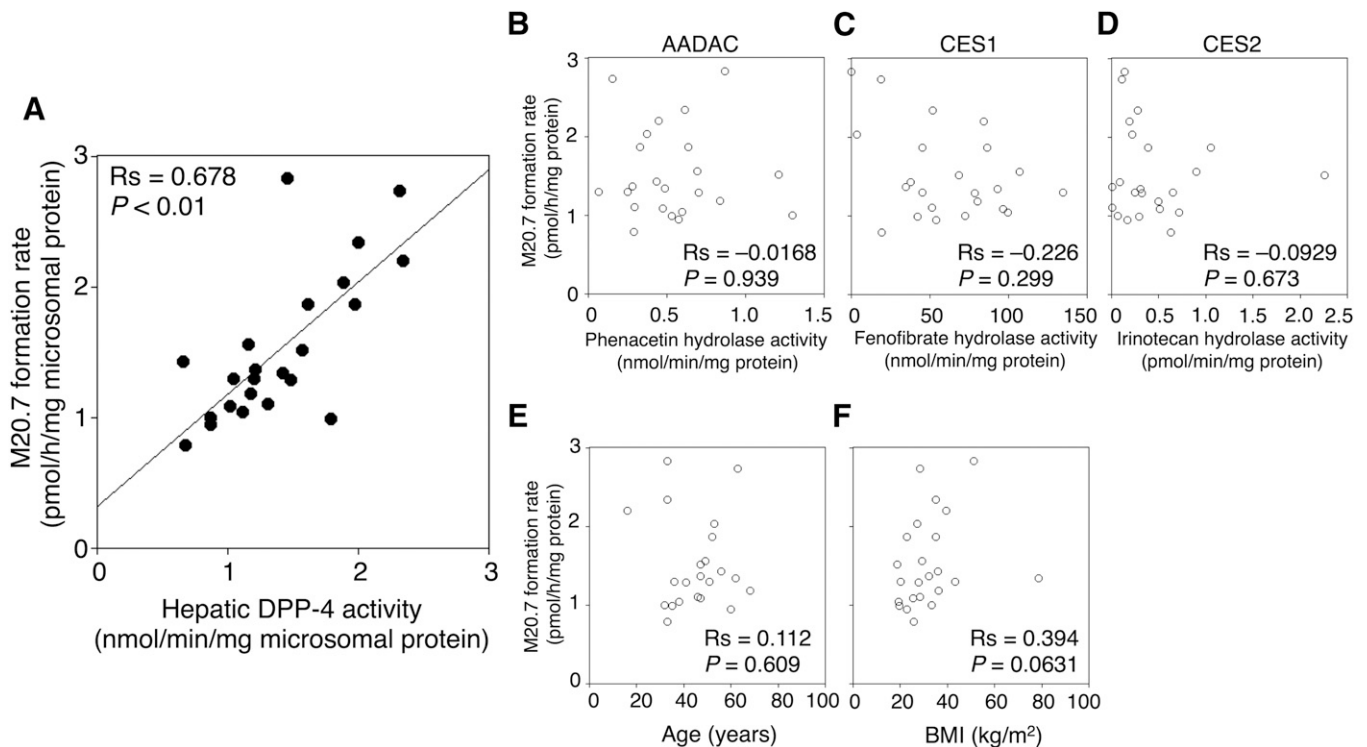 A
3
2
1
0
0
1
2
3
Rs = 0.678
P < 0.01
M20.7 formation rate
(pmol/h/mg microsomal protein)
Hepatic DPP-4 activity
(nmol/min/mg microsomal protein)
B
AADAC
3
2
1
0
0
0.5
1.0
1.5
Rs = –0.0168
P = 0.939
M20.7 formation rate
(pmol/h/mg protein)
Phenacetin hydrolase activity
(nmol/min/mg protein)
C
CES1
0
50
100
150
Rs = –0.226
P = 0.299
Fenofibrate hydrolase activity
(nmol/min/mg protein)
D
CES2
0
0.5
1.0
1.5
2.0
2.5
Rs = –0.0929
P = 0.673
Irinotecan hydrolase activity
(pmol/min/mg protein)
E
3
2
1
0
0
20
40
60
80
100
Rs = 0.112
P = 0.609
M20.7 formation rate
(pmol/h/mg protein)
Age (years)
F
0
20
40
60
80
100
Rs = 0.394
P = 0.0631
BMI (kg/m²)